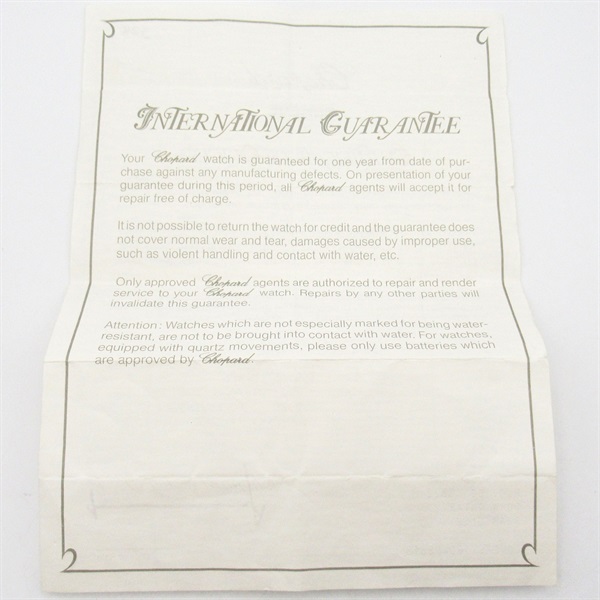 INTERNATIONAL GUARANTEE
Your Chopard watch is guaranteed for one year from date of pur-
chase against any manufacturing defects. On presentation of your
guarantee during this period, all Chopard agents will accept it for
repair free of charge.
It is not possible to return the watch for credit and the guarantee does
not cover normal wear and tear, damages caused by improper use,
such as violent handling and contact with water, etc.
Only approved Chopard agents are authorized to repair and render
service to your Chopard watch. Repairs by any other parties will
invalidate this guarantee.
Attention: Watches which are not especially marked for being water-
resistant, are not to be brought into contact with water. For watches,
equipped with quartz movements, please only use batteries which
are approved by Chopard.